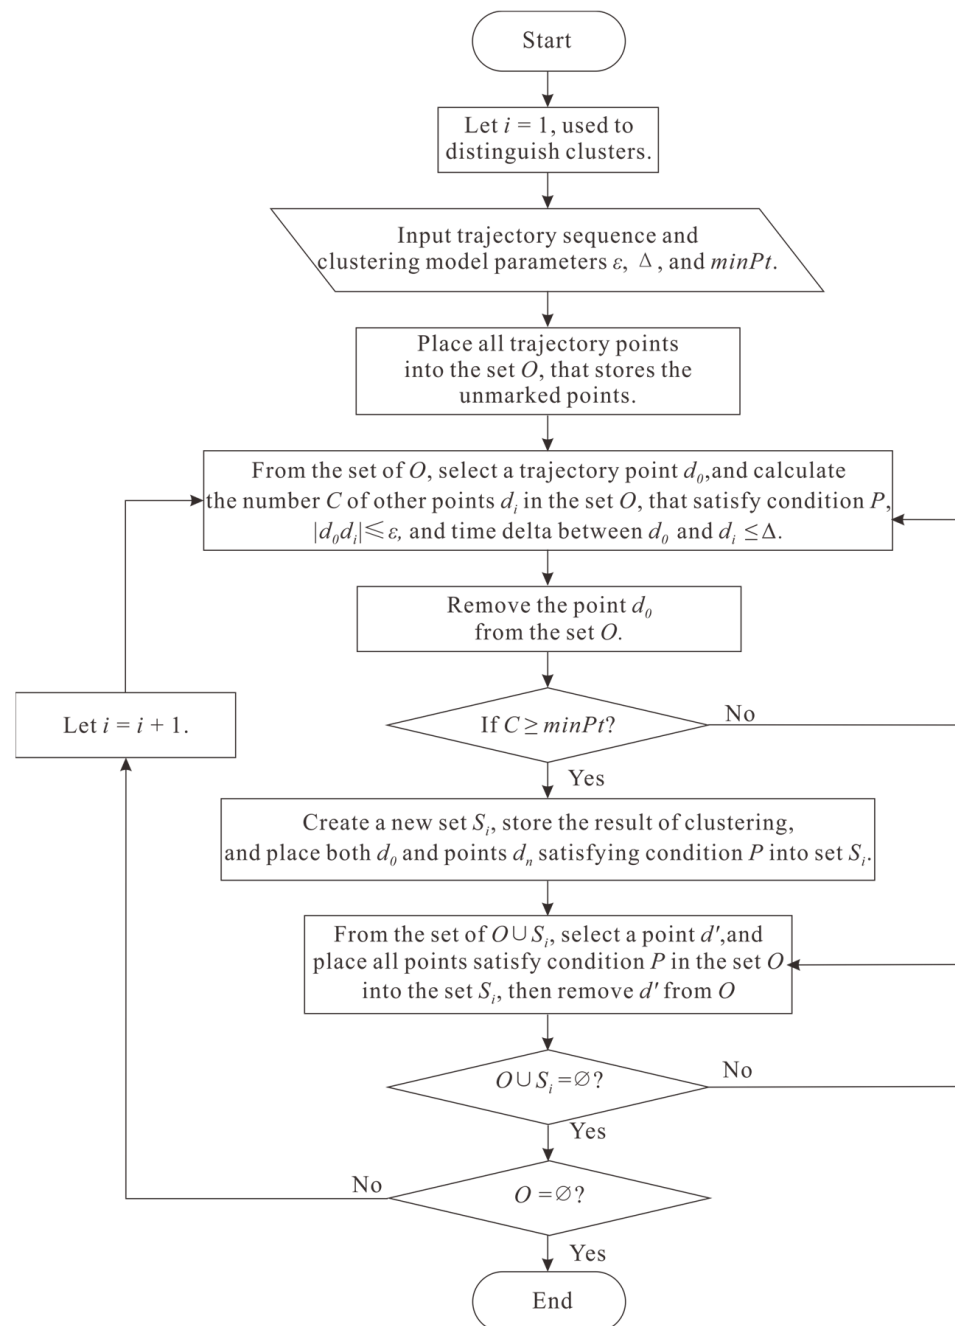 Start
Let i = 1, used to
distinguish clusters.
Input trajectory sequence and
clustering model parameters ε, Δ, and minPt.
Place all trajectory points
into the set O, that stores the
unmarked points.
From the set of O, select a trajectory point d₀,and calculate
the number C of other points dᵢ in the set O, that satisfy condition P,
|d₀dᵢ|≤ε, and time delta between d₀ and dᵢ ≤Δ.
Remove the point d₀
from the set O.
Let i = i + 1.
If C ≥ minPt?
No
Yes
Create a new set Sᵢ, store the result of clustering,
and place both d₀ and points dₙ satisfying condition P into set Sᵢ.
From the set of O∪Sᵢ, select a point d′,and
place all points satisfy condition P in the set O
into the set Sᵢ, then remove d′ from O
O∪Sᵢ=∅?
No
Yes
O=∅?
No
Yes
End